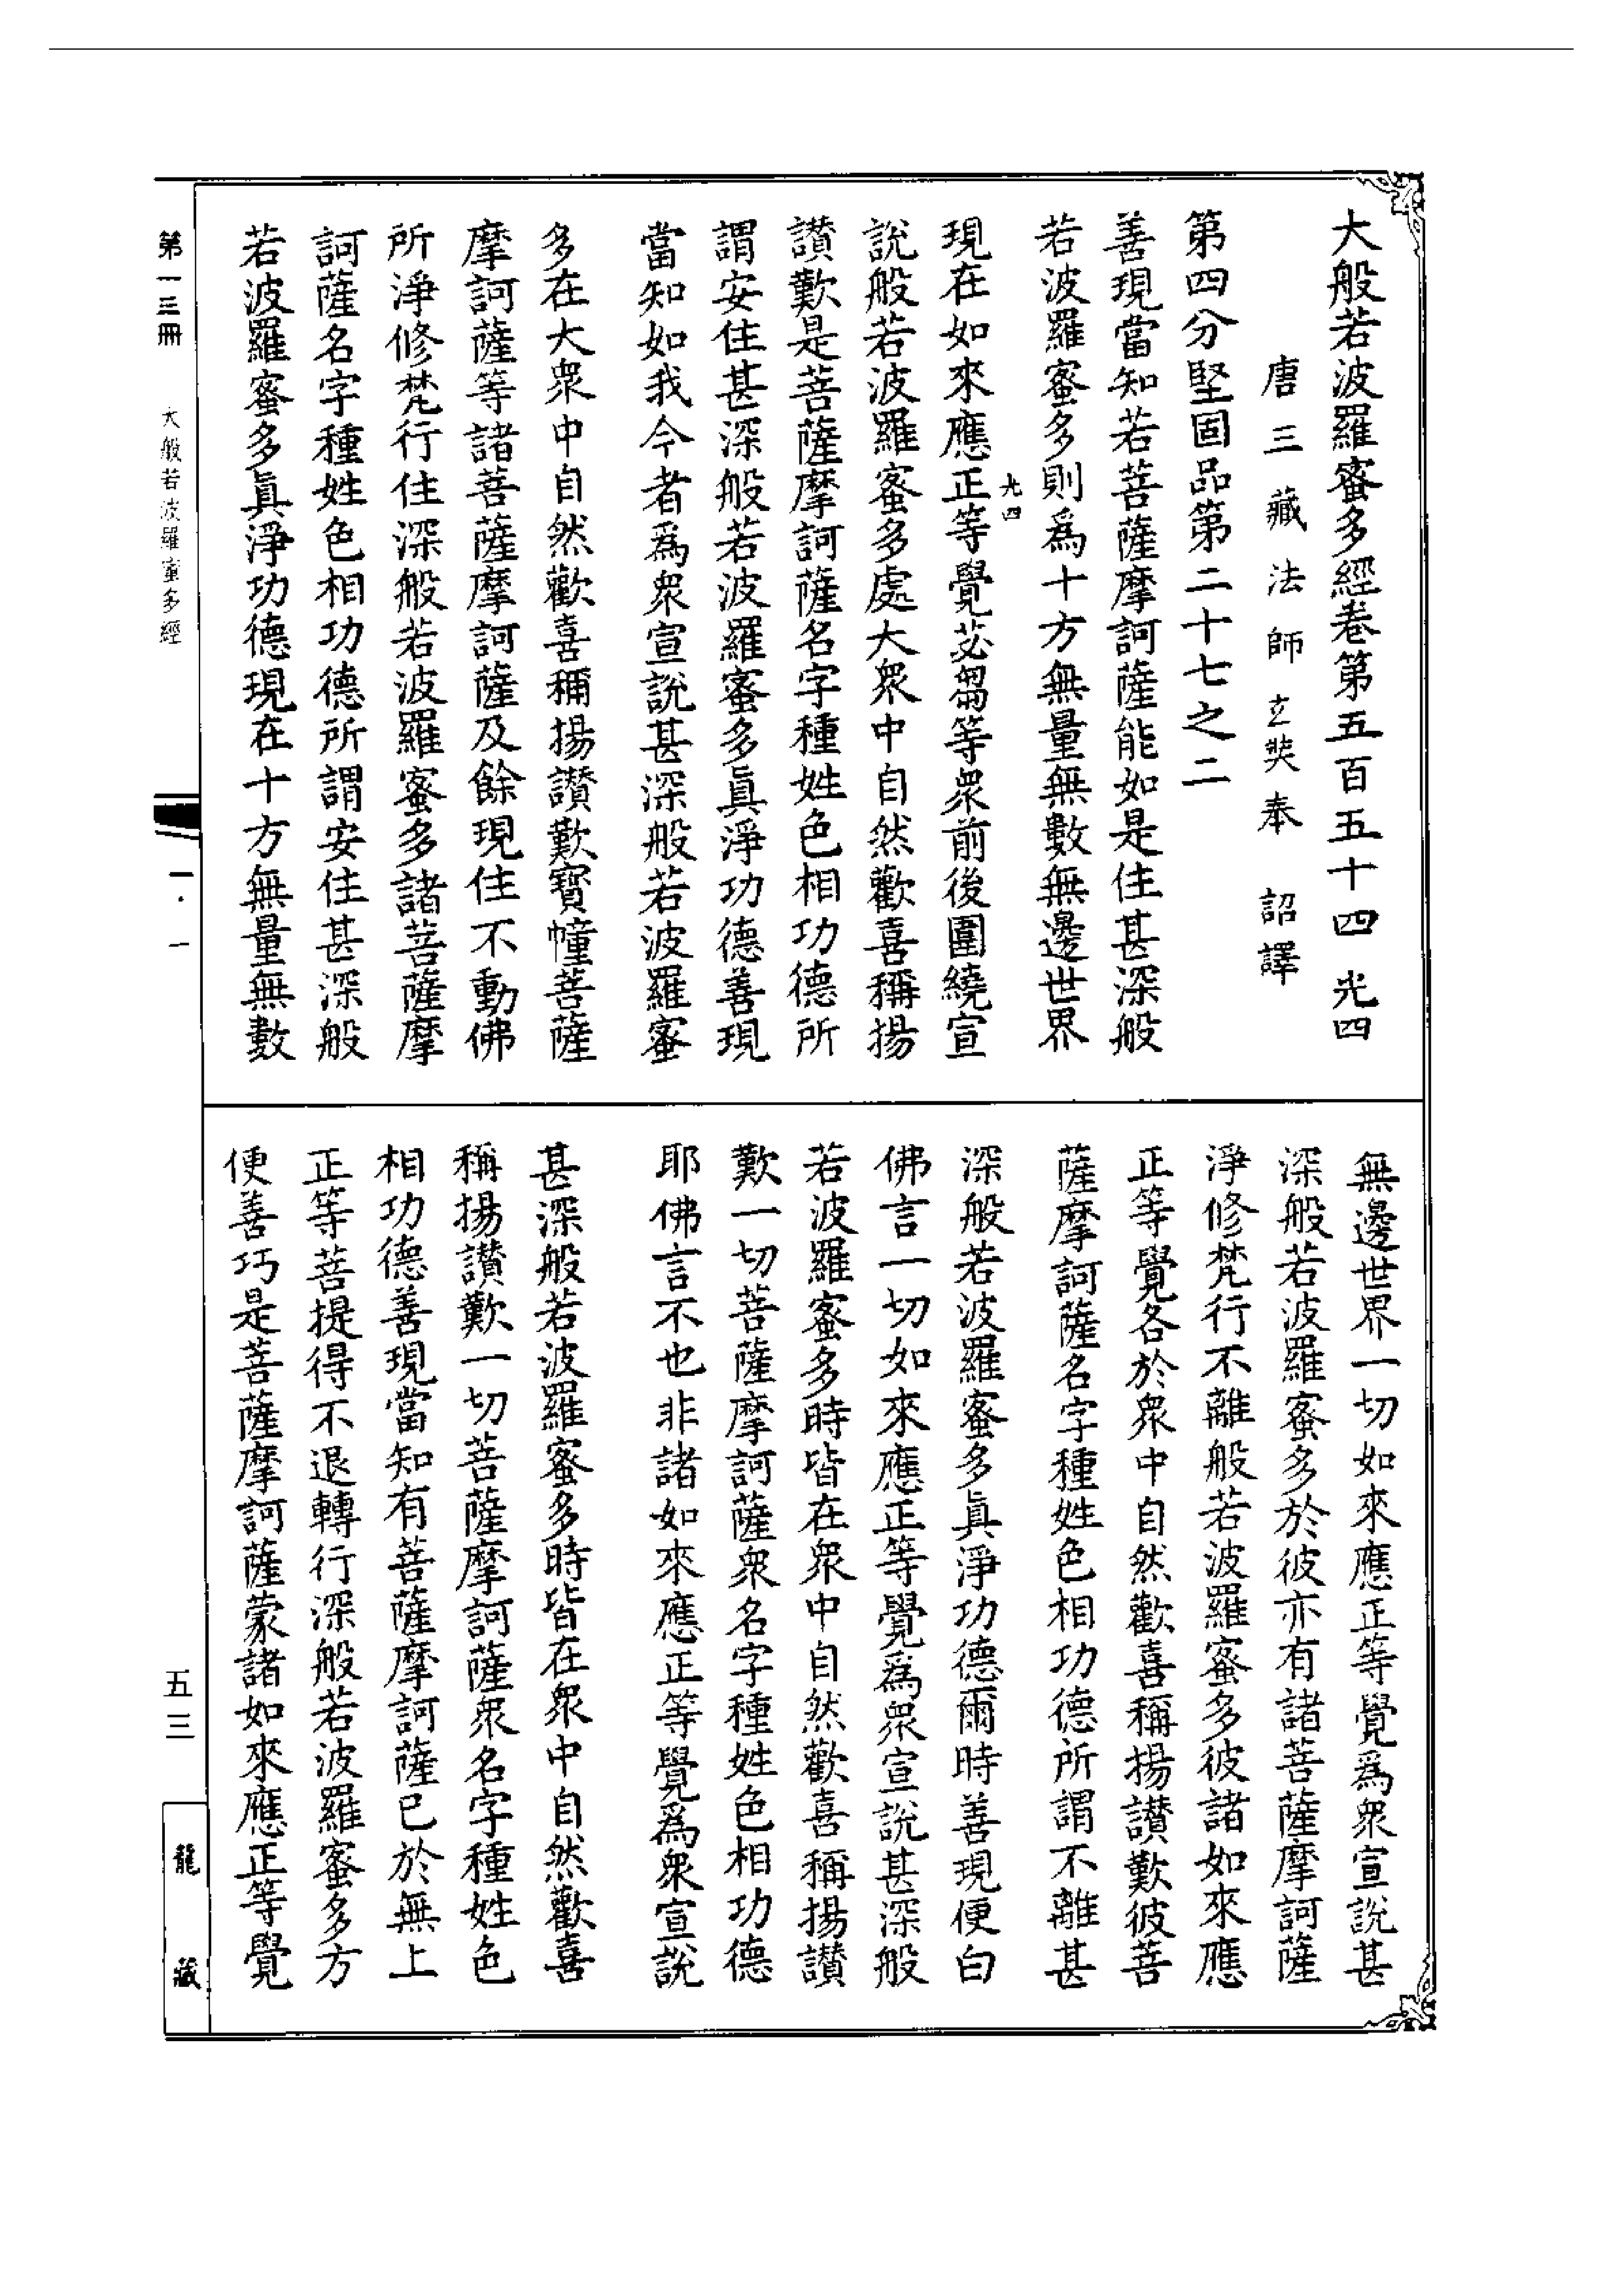 大般若波羅蜜多經卷第五百五十四 光四
唐三藏法師玄奘奉 詔譯
第四分堅固品第二十七之二
善現當知若菩薩摩訶薩能如是住甚深般
若波羅蜜多則爲十方無量無數無邊世界
光四
現在如來應正等覺苾芻等衆前後圍繞宣
說般若波羅蜜多處大衆中自然歡喜稱揚
讃歎是菩薩摩訶薩名字種姓色相功德所
謂安住甚深般若波羅蜜多眞淨功德善現
當知如我今者爲衆宣說甚深般若波羅蜜
多在大衆中自然歡喜稱揚讃歎寳幢菩薩
摩訶薩等諸菩薩摩訶薩及餘現住不動佛
所淨修梵行住深般若波羅蜜多諸菩薩摩
訶薩名字種姓色相功德所謂安住甚深般
若波羅蜜多眞淨功德現在十方無量無數
無邊世界一切如來應正等覺爲衆宣說甚
深般若波羅蜜多於彼亦有諸菩薩摩訶薩
淨修梵行不離般若波羅蜜多彼諸如來應
正等覺各於衆中自然歡喜稱揚讃歎彼菩
薩摩訶薩名字種姓色相功德所謂不離甚
深般若波羅蜜多眞淨功德爾時善現便白
佛言一切如來應正等覺爲衆宣說甚深般
若波羅蜜多時皆在衆中自然歡喜稱揚讃
歎一切菩薩摩訶薩衆名字種姓色相功德
耶佛言不也非諸如來應正等覺爲衆宣說
甚深般若波羅蜜多時皆在衆中自然歡喜
稱揚讃歎一切菩薩摩訶薩衆名字種姓色
相功德善現當知有菩薩摩訶薩已於無上
正等菩提得不退轉行深般若波羅蜜多方
便善巧是菩薩摩訶薩蒙諸如來應正等覺
第一三冊 大般若波羅蜜多經
一·一
五三
龍藏